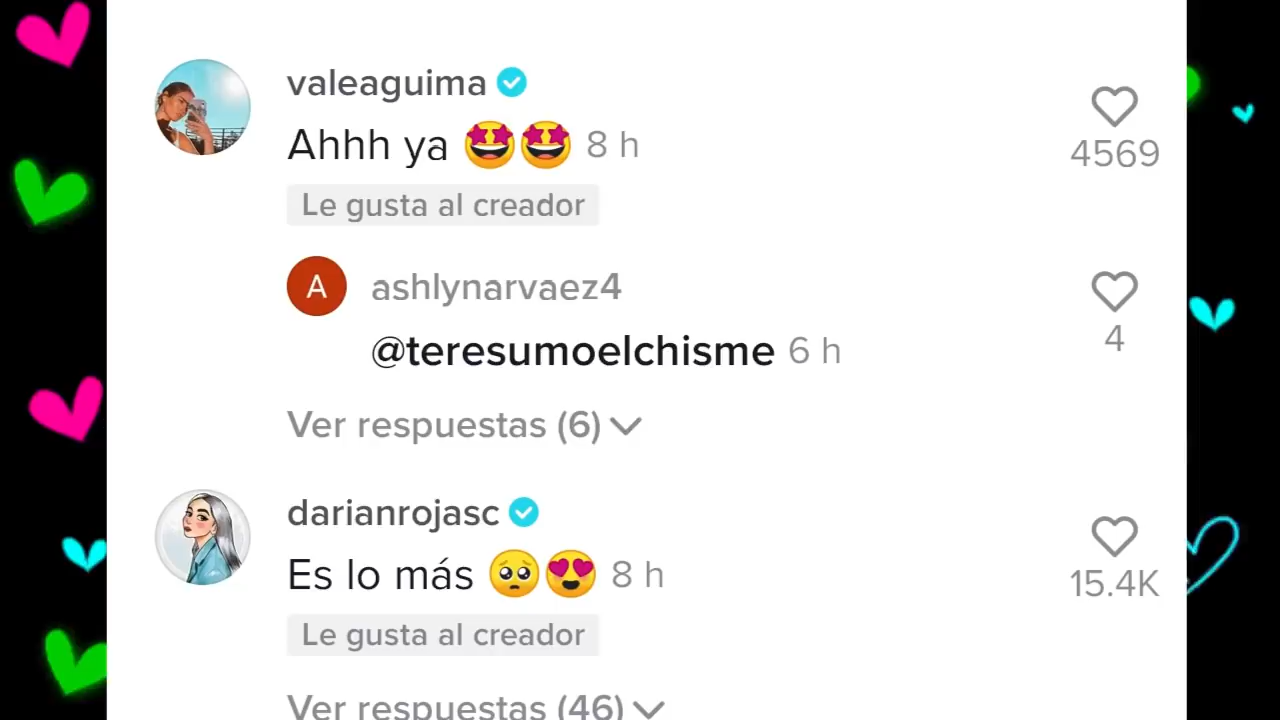 valeaguima
Ahhh ya 🤩🤩 8 h
4569
Le gusta al creador
A ashlynarvaez4
@teresumoelchisme 6 h
4
Ver respuestas (6)
darianrojasc
Es lo más 🥺😍 8 h
15.4K
Le gusta al creador
Ver respuestas (46)